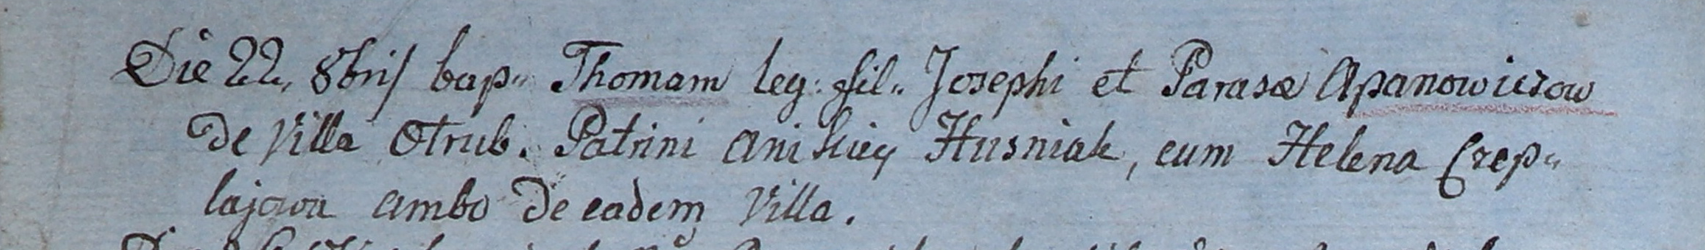 Die 22, 8bris bap„ Thomam leg: fil„ Josephi et Parasæ Apanowiczow
de Villa Otrub. Patrini Anikiey Husniak, cum Helena Crep„
lajowa ambo de eadem Villa.